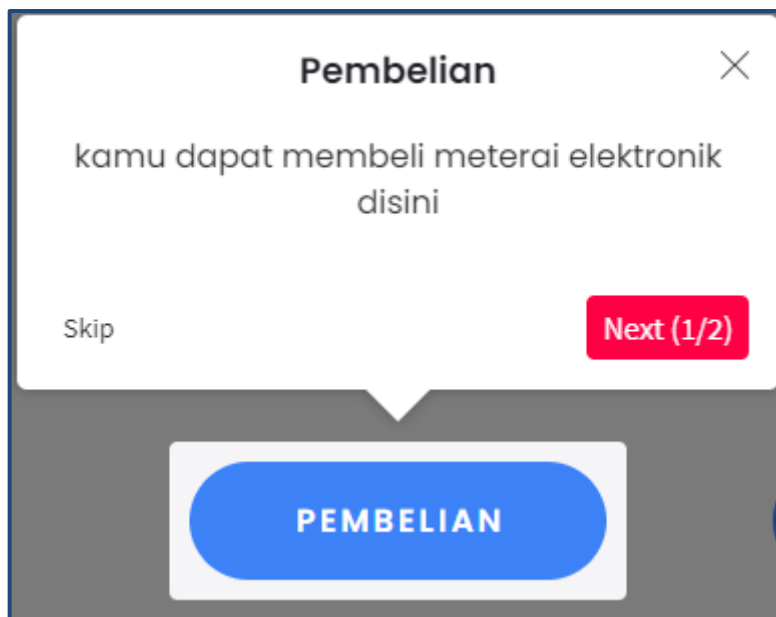 Pembelian
kamu dapat membeli meterai elektronik
disini
Skip
Next (1/2)
PEMBELIAN